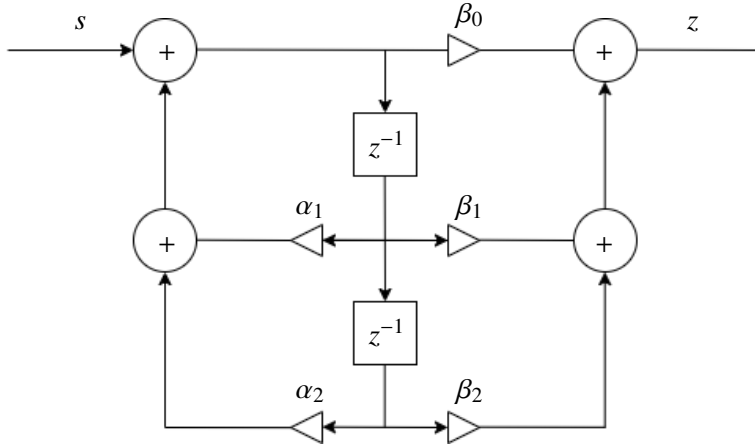 s β₀ z
+ +
z⁻¹
α₁ β₁
+ +
z⁻¹
α₂ β₂